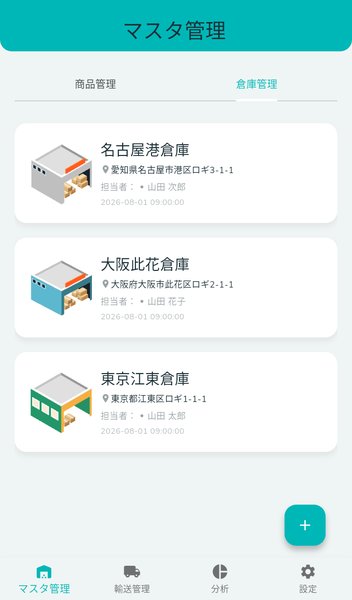 マスタ管理
商品管理 倉庫管理
名古屋港倉庫
愛知県名古屋市港区ロギ3-1-1
担当者： • 山田 次郎
2026-08-01 09:00:00
大阪此花倉庫
大阪府大阪市此花区ロギ2-1-1
担当者： • 山田 花子
2026-08-01 09:00:00
東京江東倉庫
東京都江東区ロギ1-1-1
担当者： • 山田 太郎
2026-08-01 09:00:00
+
マスタ管理 輸送管理 分析 設定